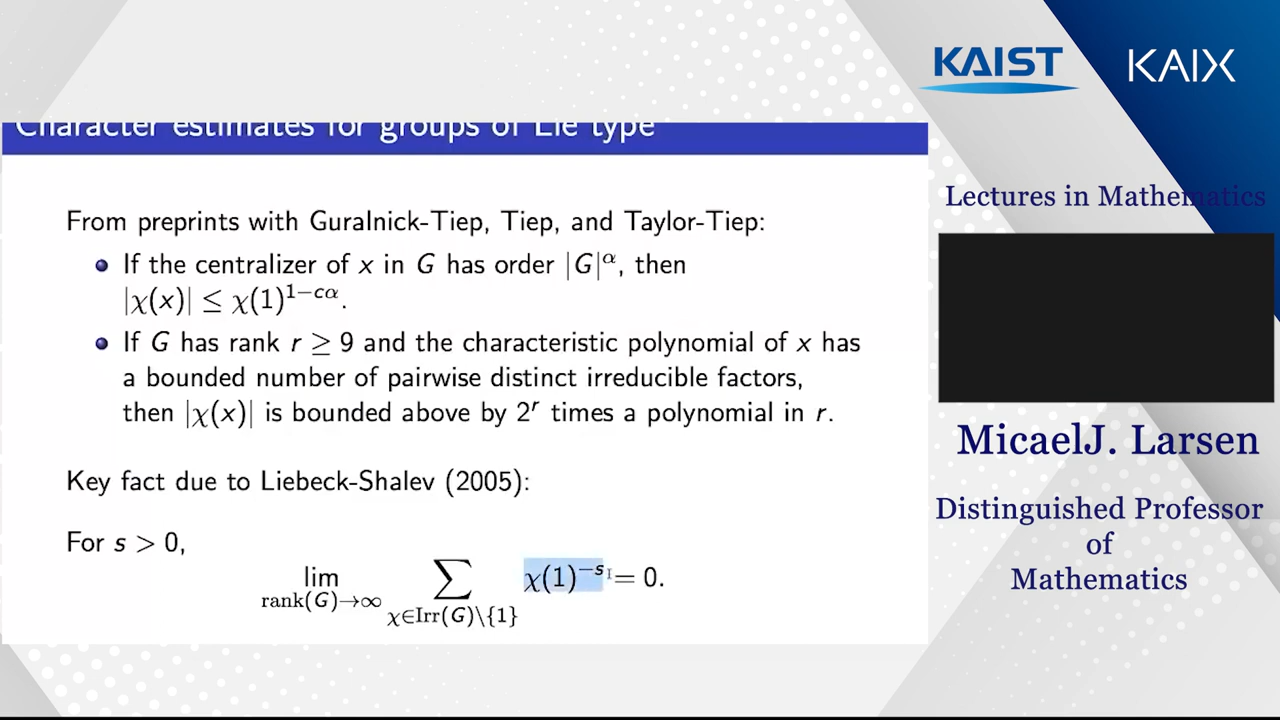 KAIST KAIX
Character estimates for groups of Lie type
Lectures in Mathematics
From preprints with Guralnick-Tiep, Tiep, and Taylor-Tiep:
If the centralizer of x in G has order |G|^α, then
|χ(x)| ≤ χ(1)^{1−cα}.
If G has rank r ≥ 9 and the characteristic polynomial of x has
a bounded number of pairwise distinct irreducible factors,
then |χ(x)| is bounded above by 2^r times a polynomial in r.
Key fact due to Liebeck-Shalev (2005):
For s > 0,
lim_{rank(G)→∞} ∑_{χ∈Irr(G)\{1}} χ(1)^{−s} = 0.
MicaelJ. Larsen
Distinguished Professor
of
Mathematics